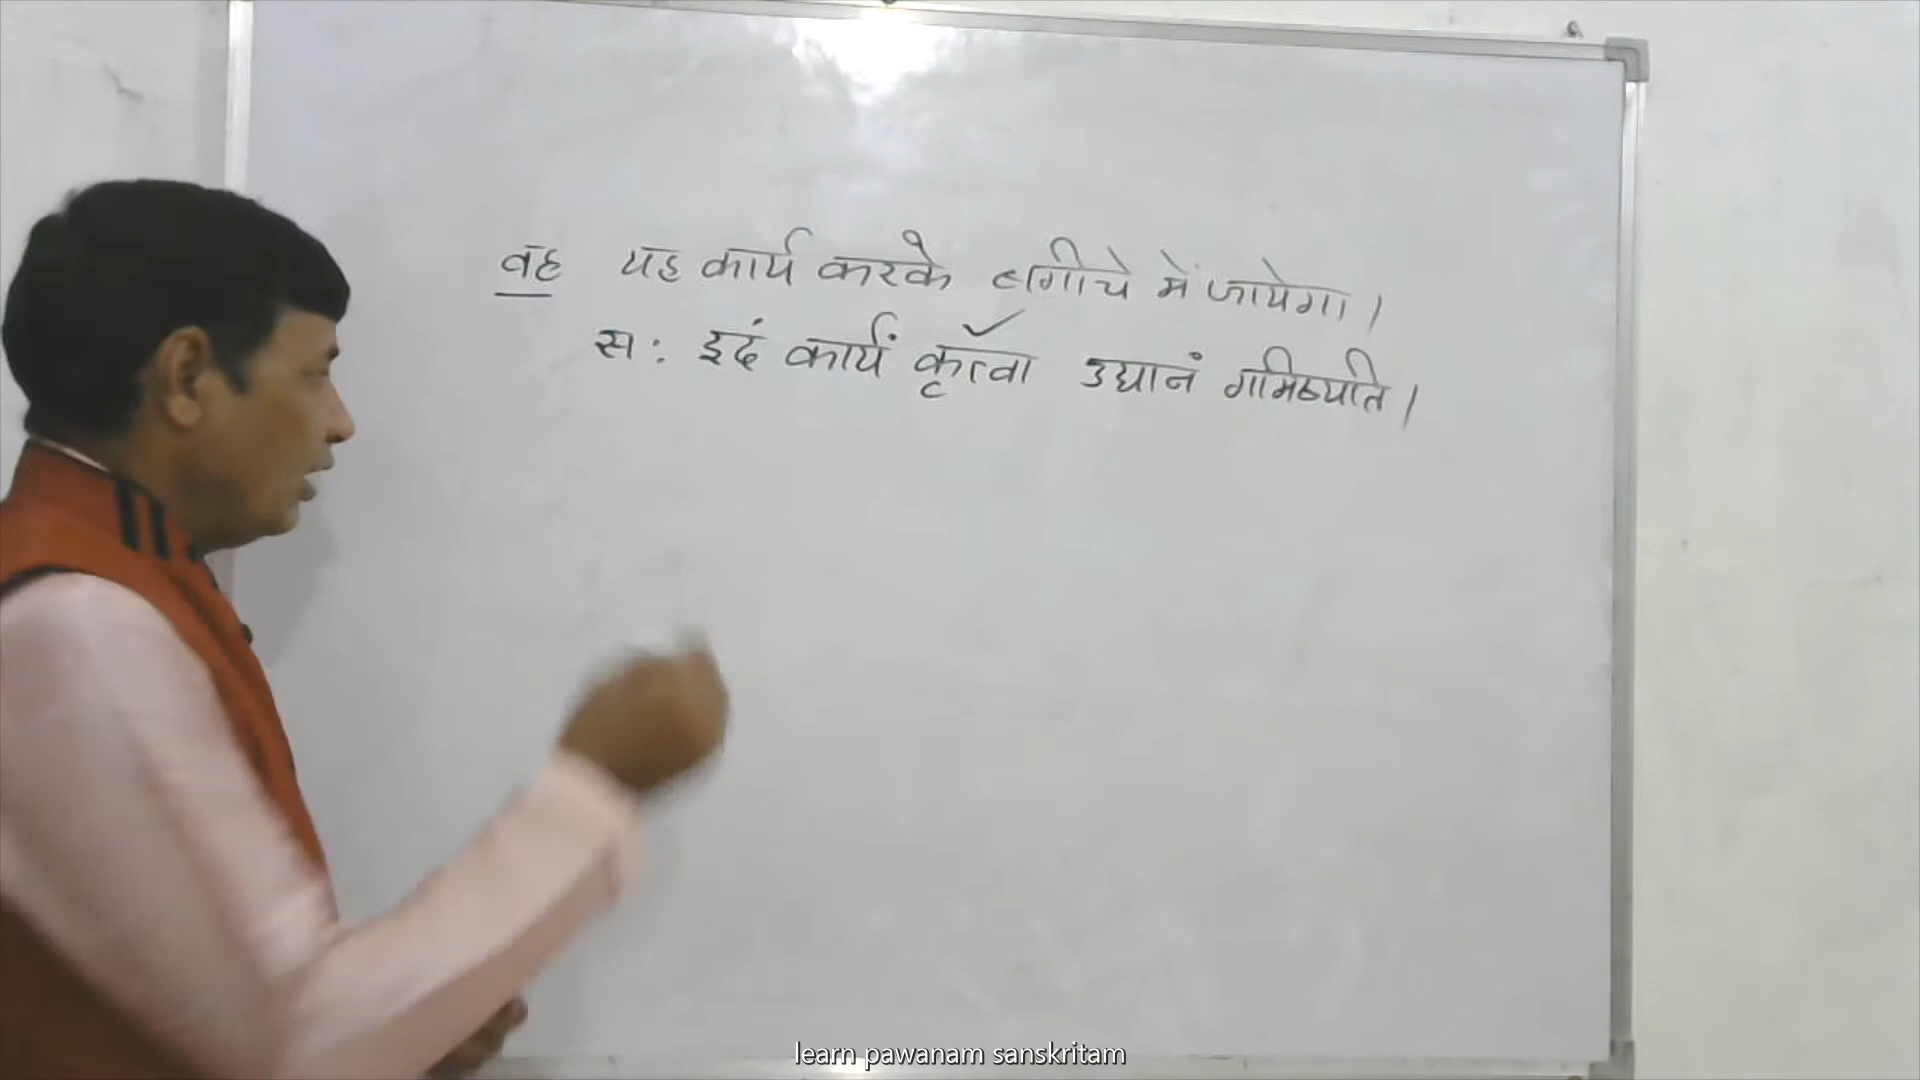 वह यह कार्य करके बगीचे में जायेगा।
सः इदं कार्यं कृत्वा उद्यानं गमिष्यति।
learn pawanam sanskritam